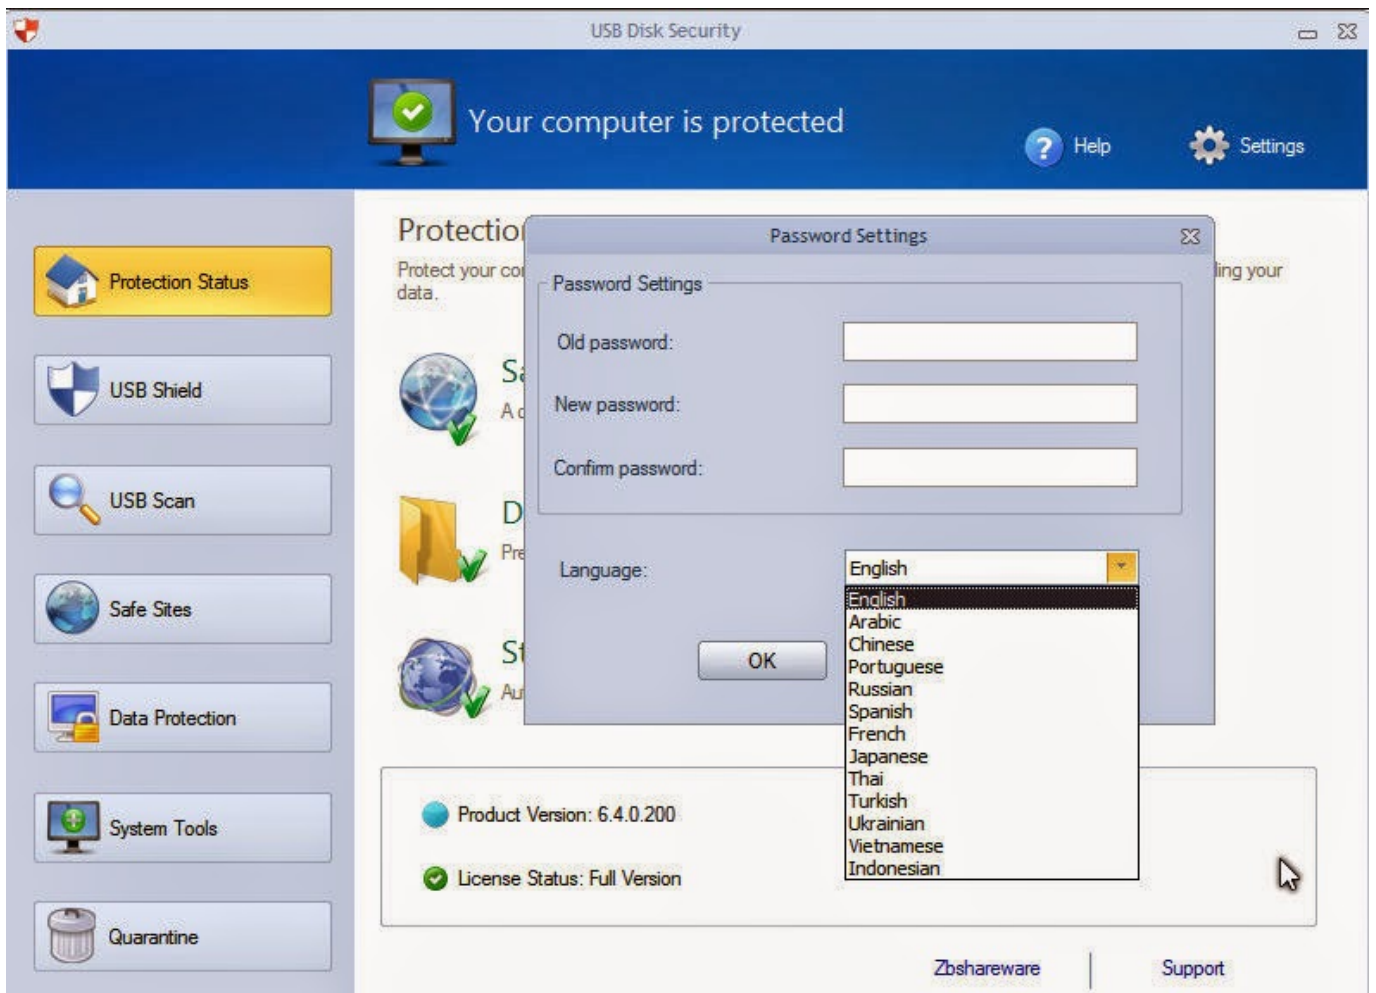 USB Disk Security
Your computer is protected
Help
Settings
Protection Status
USB Shield
USB Scan
Safe Sites
Data Protection
System Tools
Quarantine
Protect your
data.
ling your
Password Settings
Password Settings
Old password:
New password:
Confirm password:
Language:
English
English
Arabic
Chinese
Portuguese
Russian
Spanish
French
Japanese
Thai
Turkish
Ukrainian
Vietnamese
Indonesian
OK
Product Version: 6.4.0.200
License Status: Full Version
Zbshareware
Support